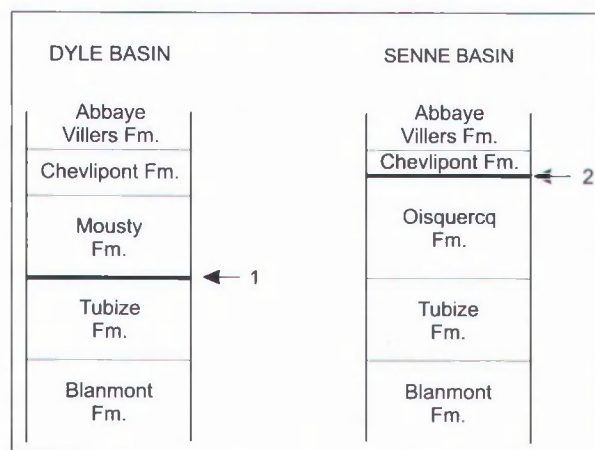 DYLE BASIN
Abbaye
Villers Fm.
Chevlipont Fm.
Mousty
Fm.
1
Tubize
Fm.
Blanmont
Fm.
SENNE BASIN
Abbaye
Villers Fm.
Chevlipont Fm.
2
Oisquercq
Fm.
Tubize
Fm.
Blanmont
Fm.